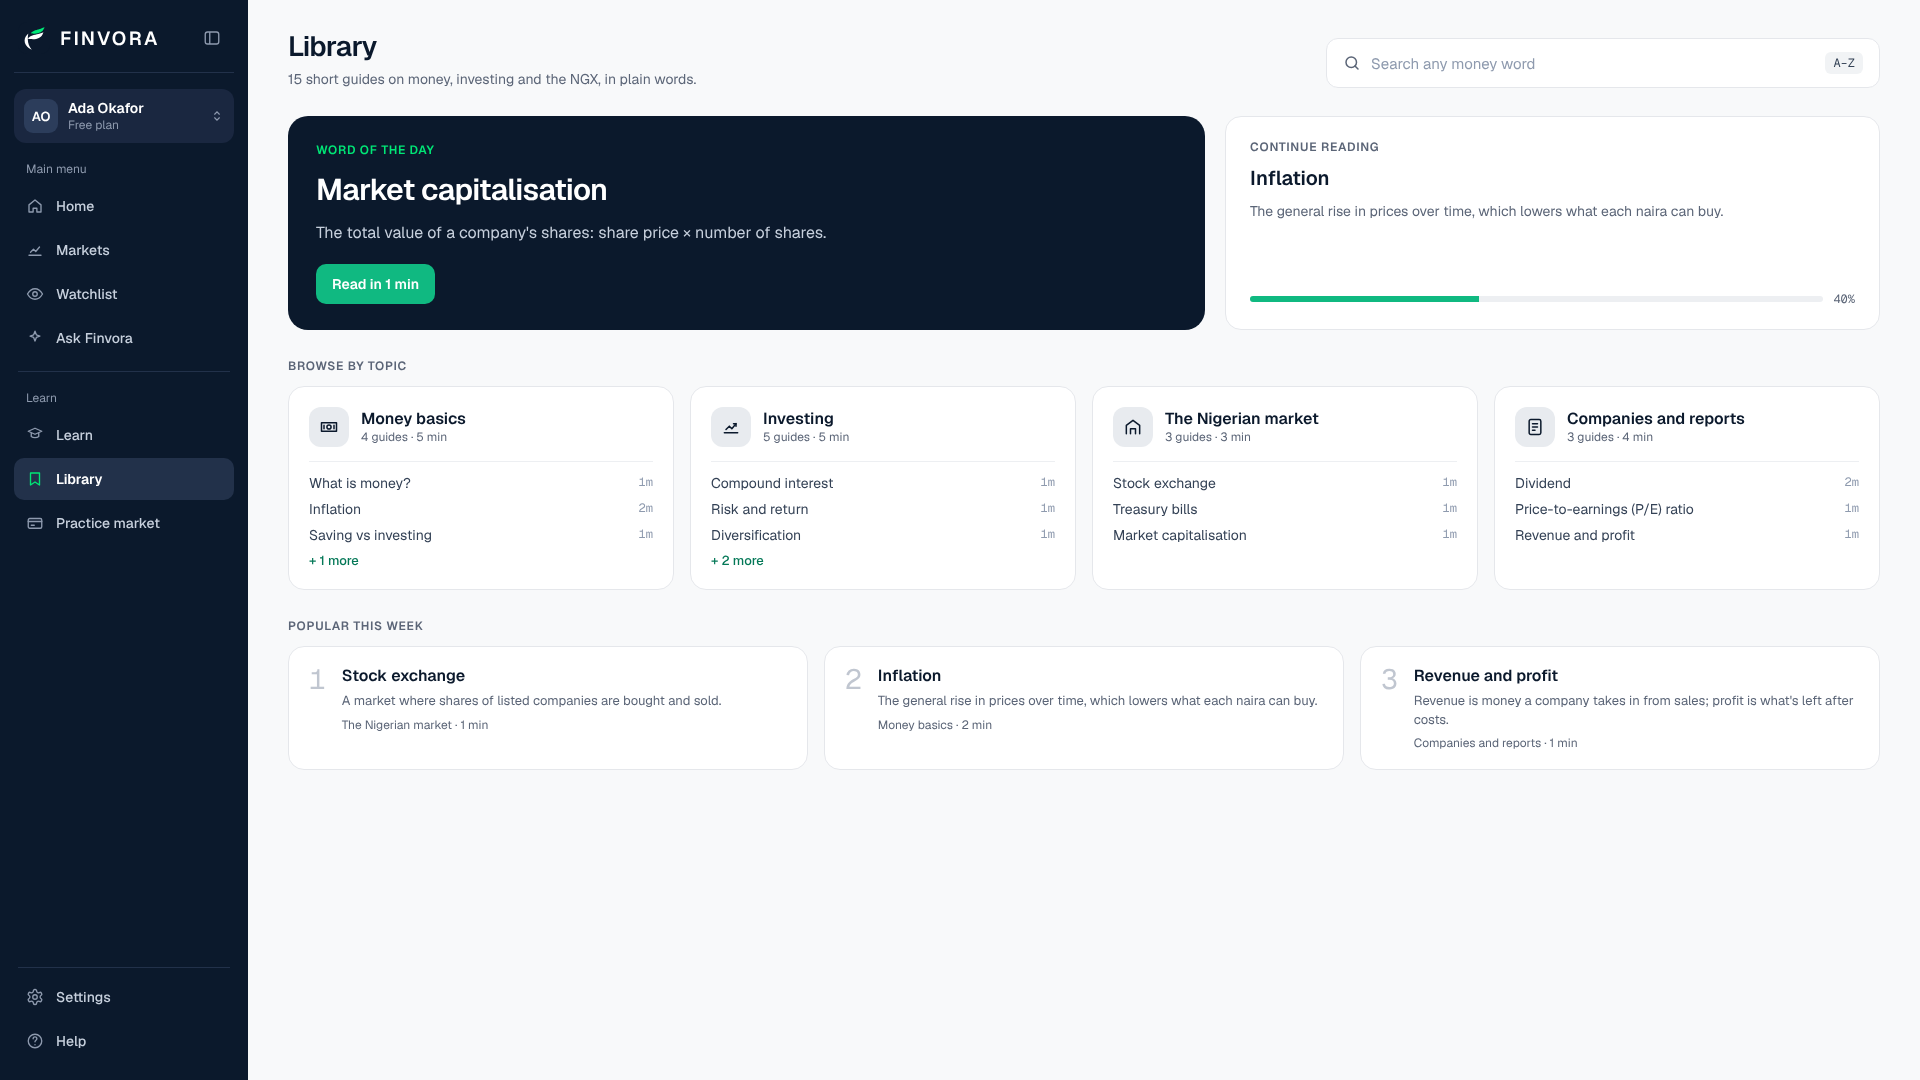 FINVORA
AO
Ada Okafor
Free plan
Main menu
Home
Markets
Watchlist
Ask Finvora
Learn
Learn
Library
Practice market
Settings
Help
Library
15 short guides on money, investing and the NGX, in plain words.
Search any money word
A–Z
WORD OF THE DAY
Market capitalisation
The total value of a company's shares: share price × number of shares.
Read in 1 min
CONTINUE READING
Inflation
The general rise in prices over time, which lowers what each naira can buy.
40%
BROWSE BY TOPIC
Money basics
4 guides · 5 min
What is money? 1m
Inflation 2m
Saving vs investing 1m
+ 1 more
Investing
5 guides · 5 min
Compound interest 1m
Risk and return 1m
Diversification 1m
+ 2 more
The Nigerian market
3 guides · 3 min
Stock exchange 1m
Treasury bills 1m
Market capitalisation 1m
Companies and reports
3 guides · 4 min
Dividend 2m
Price-to-earnings (P/E) ratio 1m
Revenue and profit 1m
POPULAR THIS WEEK
1
Stock exchange
A market where shares of listed companies are bought and sold.
The Nigerian market · 1 min
2
Inflation
The general rise in prices over time, which lowers what each naira can buy.
Money basics · 2 min
3
Revenue and profit
Revenue is money a company takes in from sales; profit is what's left after
costs.
Companies and reports · 1 min